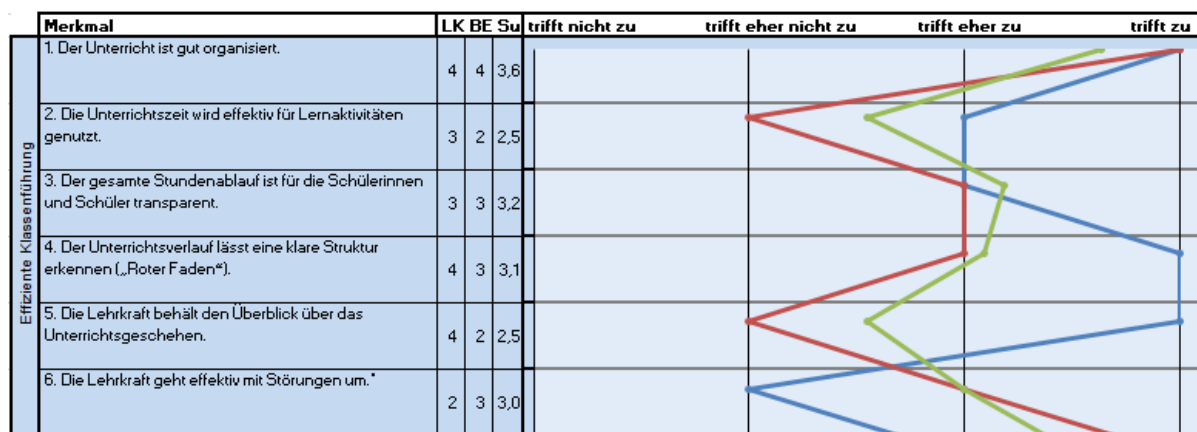 Merkmal LK BE Su trifft nicht zu trifft eher nicht zu trifft eher zu trifft zu
Effiziente Klassenführung
1. Der Unterricht ist gut organisiert.
4 4 3,6
2. Die Unterrichtszeit wird effektiv für Lernaktivitäten
genutzt.
3 2 2,5
3. Der gesamte Stundenablauf ist für die Schülerinnen
und Schüler transparent.
3 3 3,2
4. Der Unterrichtsverlauf lässt eine klare Struktur
erkennen („Roter Faden“).
4 3 3,1
5. Die Lehrkraft behält den Überblick über das
Unterrichtsgeschehen.
4 2 2,5
6. Die Lehrkraft geht effektiv mit Störungen um.*
2 3 3,0